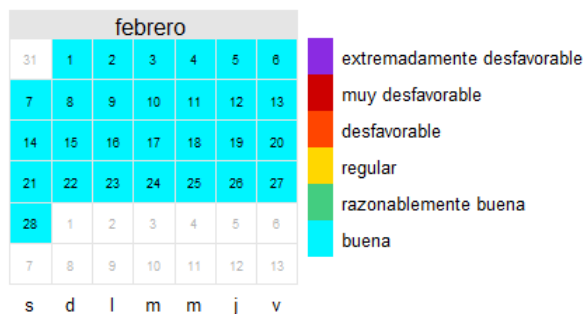 febrero
31 1 2 3 4 5 6
7 8 9 10 11 12 13
14 15 16 17 18 19 20
21 22 23 24 25 26 27
28 1 2 3 4 5 6
7 8 9 10 11 12 13
s d l m m j v
extremadamente desfavorable
muy desfavorable
desfavorable
regular
razonablemente buena
buena